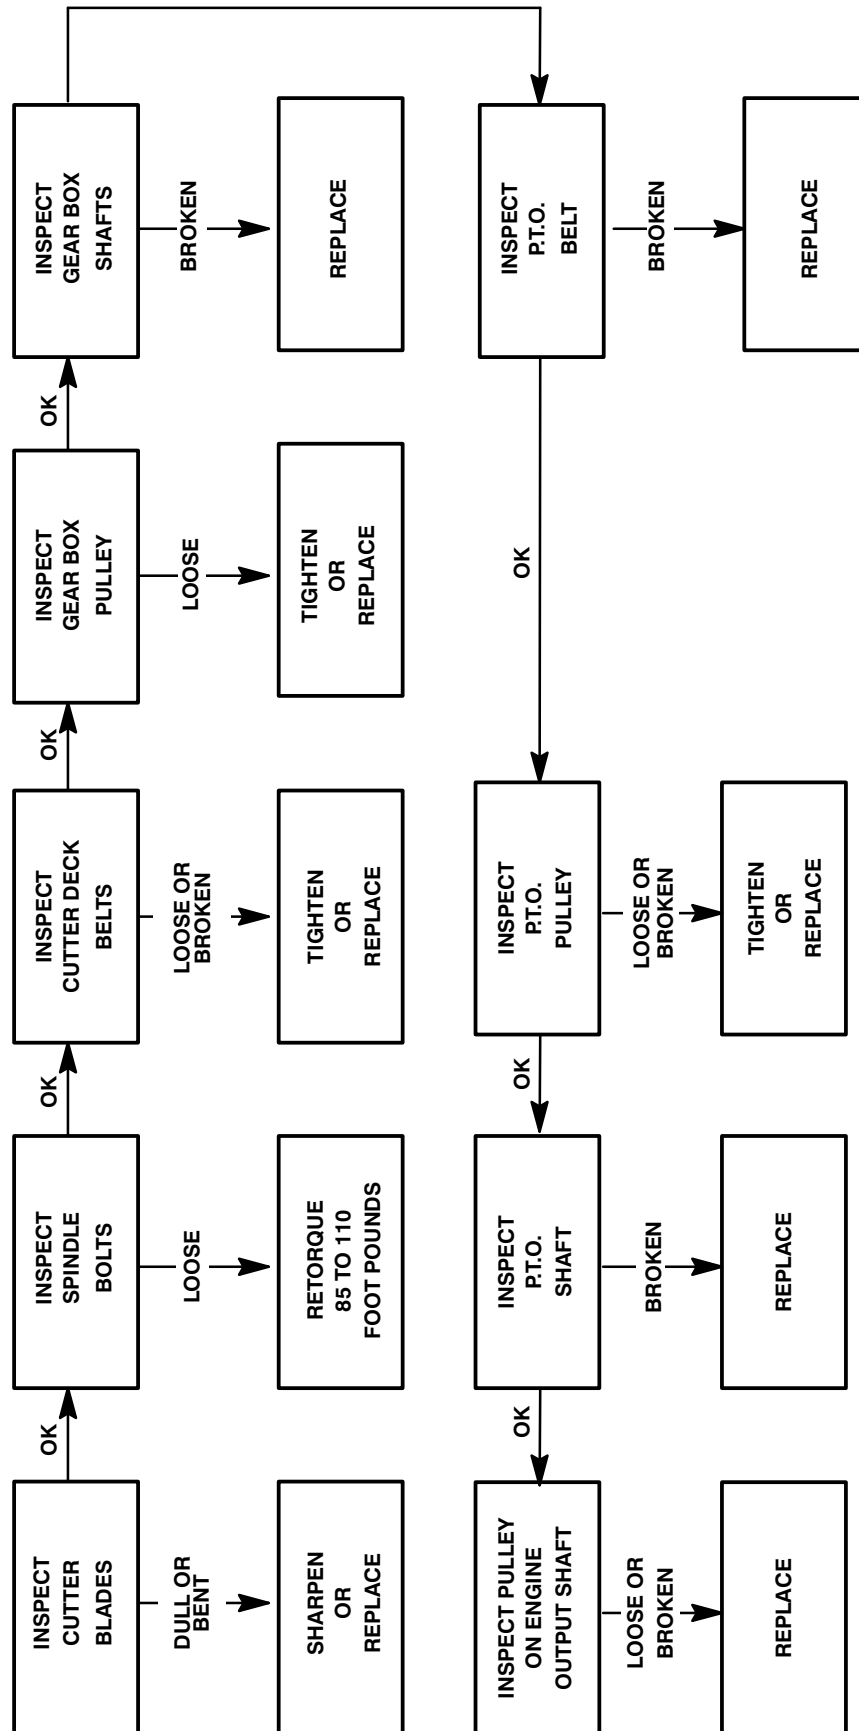 INSPECT
CUTTER
BLADES
OK
INSPECT
SPINDLE
BOLTS
OK
INSPECT
CUTTER DECK
BELTS
OK
INSPECT
GEAR BOX
PULLEY
OK
INSPECT
GEAR BOX
SHAFTS
DULL OR
BENT
LOOSE
LOOSE OR
BROKEN
LOOSE
BROKEN
SHARPEN
OR
REPLACE
RETORQUE
85 TO 110
FOOT POUNDS
TIGHTEN
OR
REPLACE
TIGHTEN
OR
REPLACE
REPLACE
INSPECT PULLEY
ON ENGINE
OUTPUT SHAFT
OK
INSPECT
P.T.O.
SHAFT
OK
INSPECT
P.T.O.
PULLEY
OK
INSPECT
P.T.O.
BELT
LOOSE OR
BROKEN
BROKEN
LOOSE OR
BROKEN
BROKEN
REPLACE
REPLACE
TIGHTEN
OR
REPLACE
REPLACE